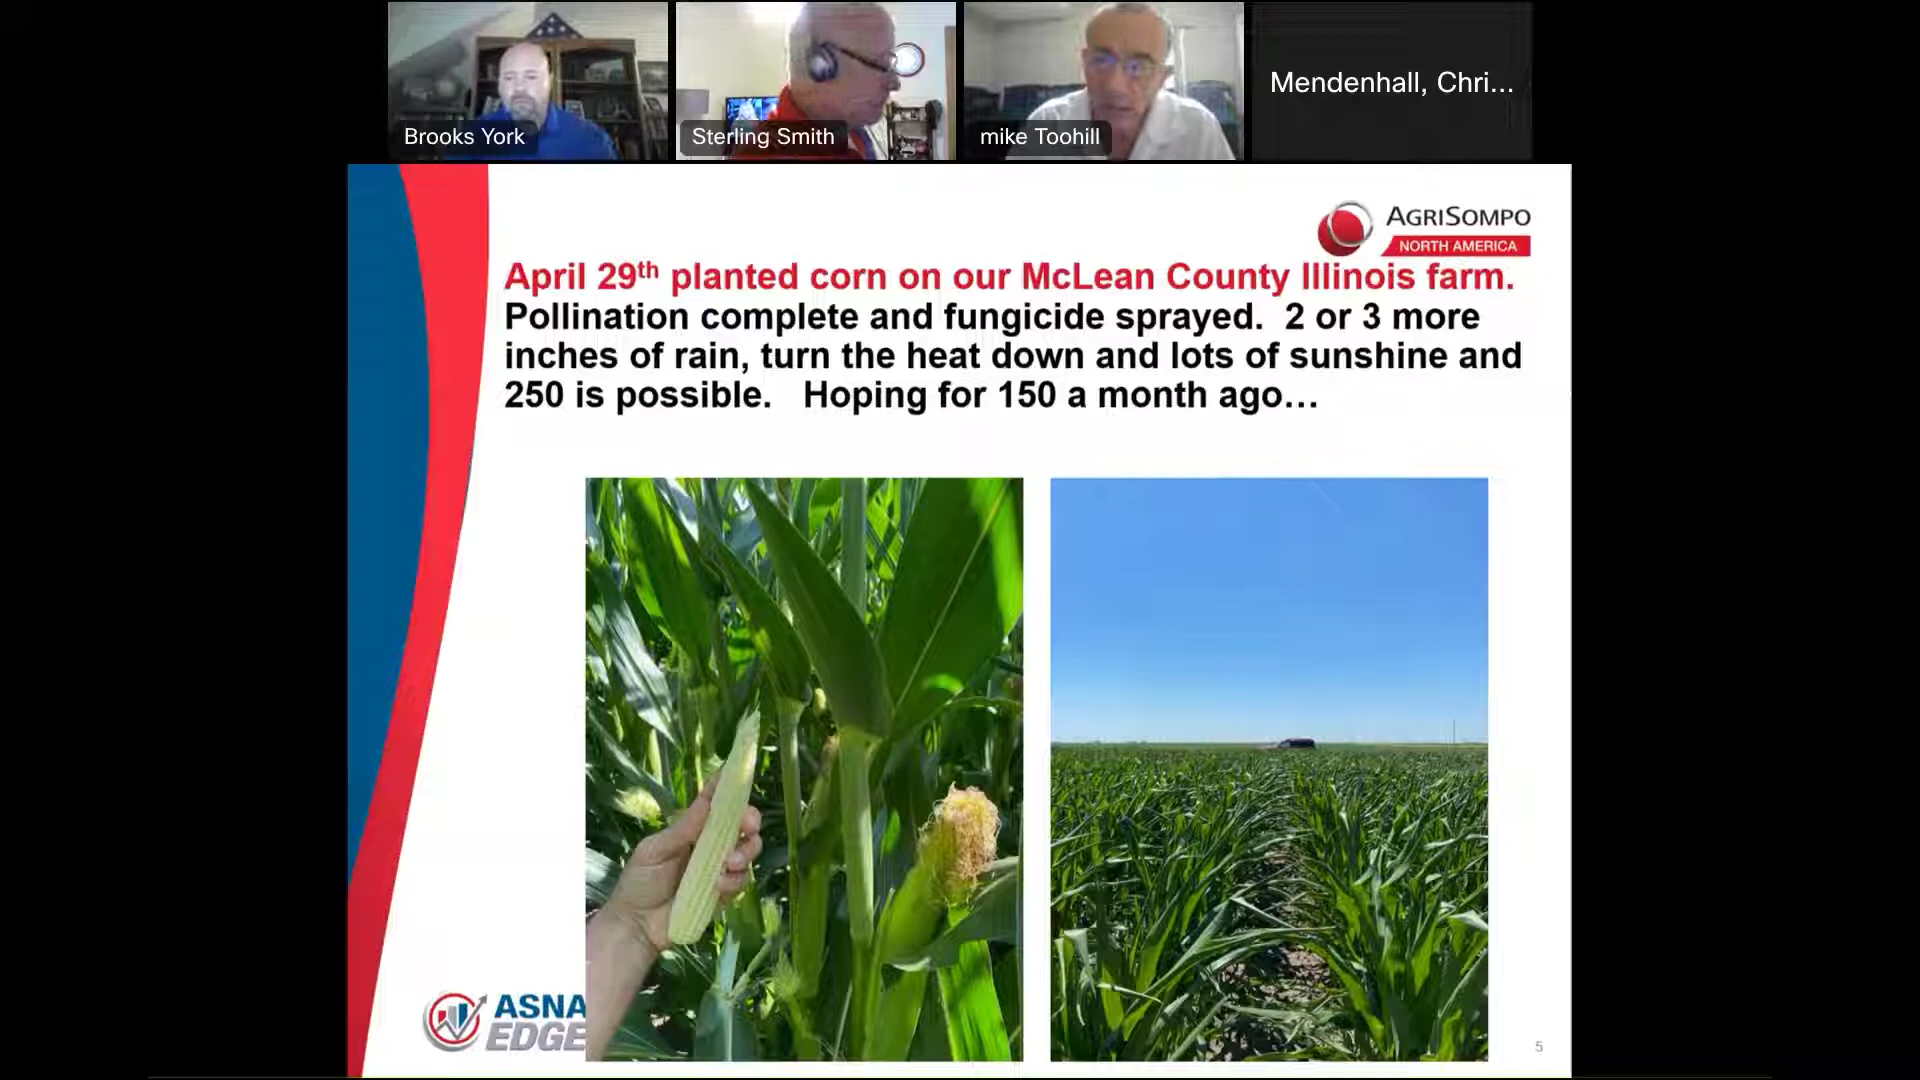 Brooks York
Sterling Smith
mike Toohill
Mendenhall, Chri...
AGRISOMPO
NORTH AMERICA
April 29th planted corn on our McLean County Illinois farm.
Pollination complete and fungicide sprayed.  2 or 3 more
inches of rain, turn the heat down and lots of sunshine and
250 is possible.   Hoping for 150 a month ago…
ASNA
EDGE
5